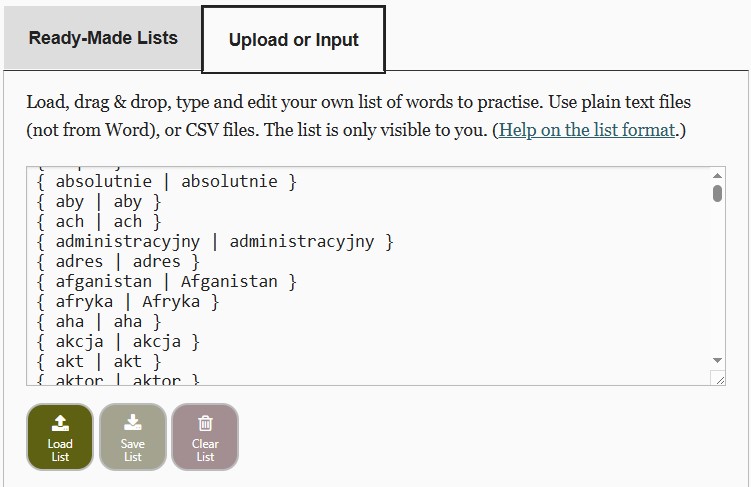 Ready-Made Lists
Upload or Input
Load, drag & drop, type and edit your own list of words to practise. Use plain text files
(not from Word), or CSV files. The list is only visible to you. (Help on the list format.)
{ absolutnie | absolutnie }
{ aby | aby }
{ ach | ach }
{ administracyjny | administracyjny }
{ adres | adres }
{ afganistan | Afganistan }
{ afryka | Afryka }
{ aha | aha }
{ akcja | akcja }
{ akt | akt }
{ aktor | aktor }
Load
List
Save
List
Clear
List